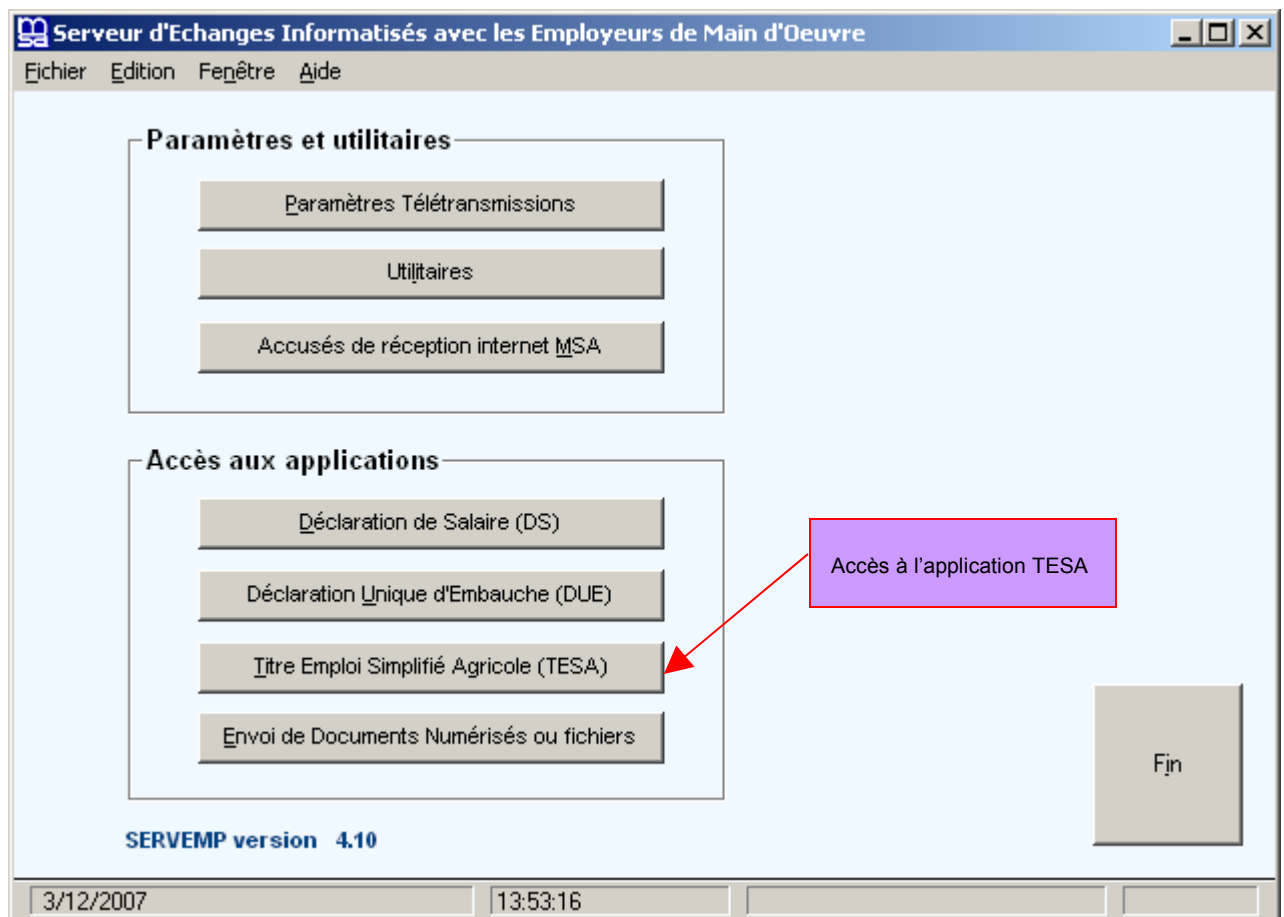 Serveur d'Echanges Informatisés avec les Employeurs de Main d'Oeuvre
Fichier Edition Fenêtre Aide
Paramètres et utilitaires
Paramètres Télétransmissions
Utilitaires
Accusés de réception internet MSA
Accès aux applications
Déclaration de Salaire (DS)
Déclaration Unique d'Embauche (DUE)
Accès à l’application TESA
Titre Emploi Simplifié Agricole (TESA)
Envoi de Documents Numérisés ou fichiers
Fin
SERVEMP version 4.10
3/12/2007 13:53:16